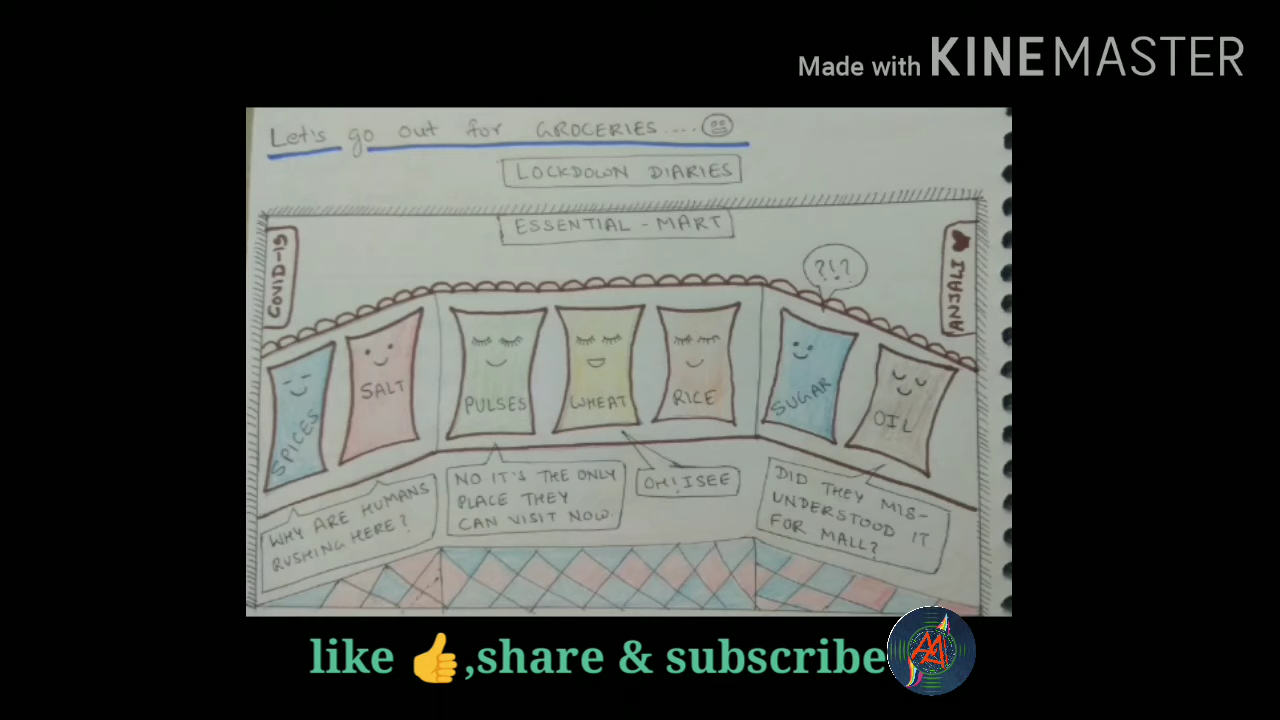 Made with KINEMASTER
Let's go out for GROCERIES....
LOCKDOWN DIARIES
ESSENTIAL - MART
COVID-19
ANJALI
?!?
SPICES
SALT
PULSES
WHEAT
RICE
SUGAR
OIL
WHY ARE HUMANS
RUSHING HERE?
NO IT'S THE ONLY
PLACE THEY
CAN VISIT NOW.
OH! I SEE
DID THEY MIS-
UNDERSTOOD IT
FOR MALL?
like 👍,share & subscribe